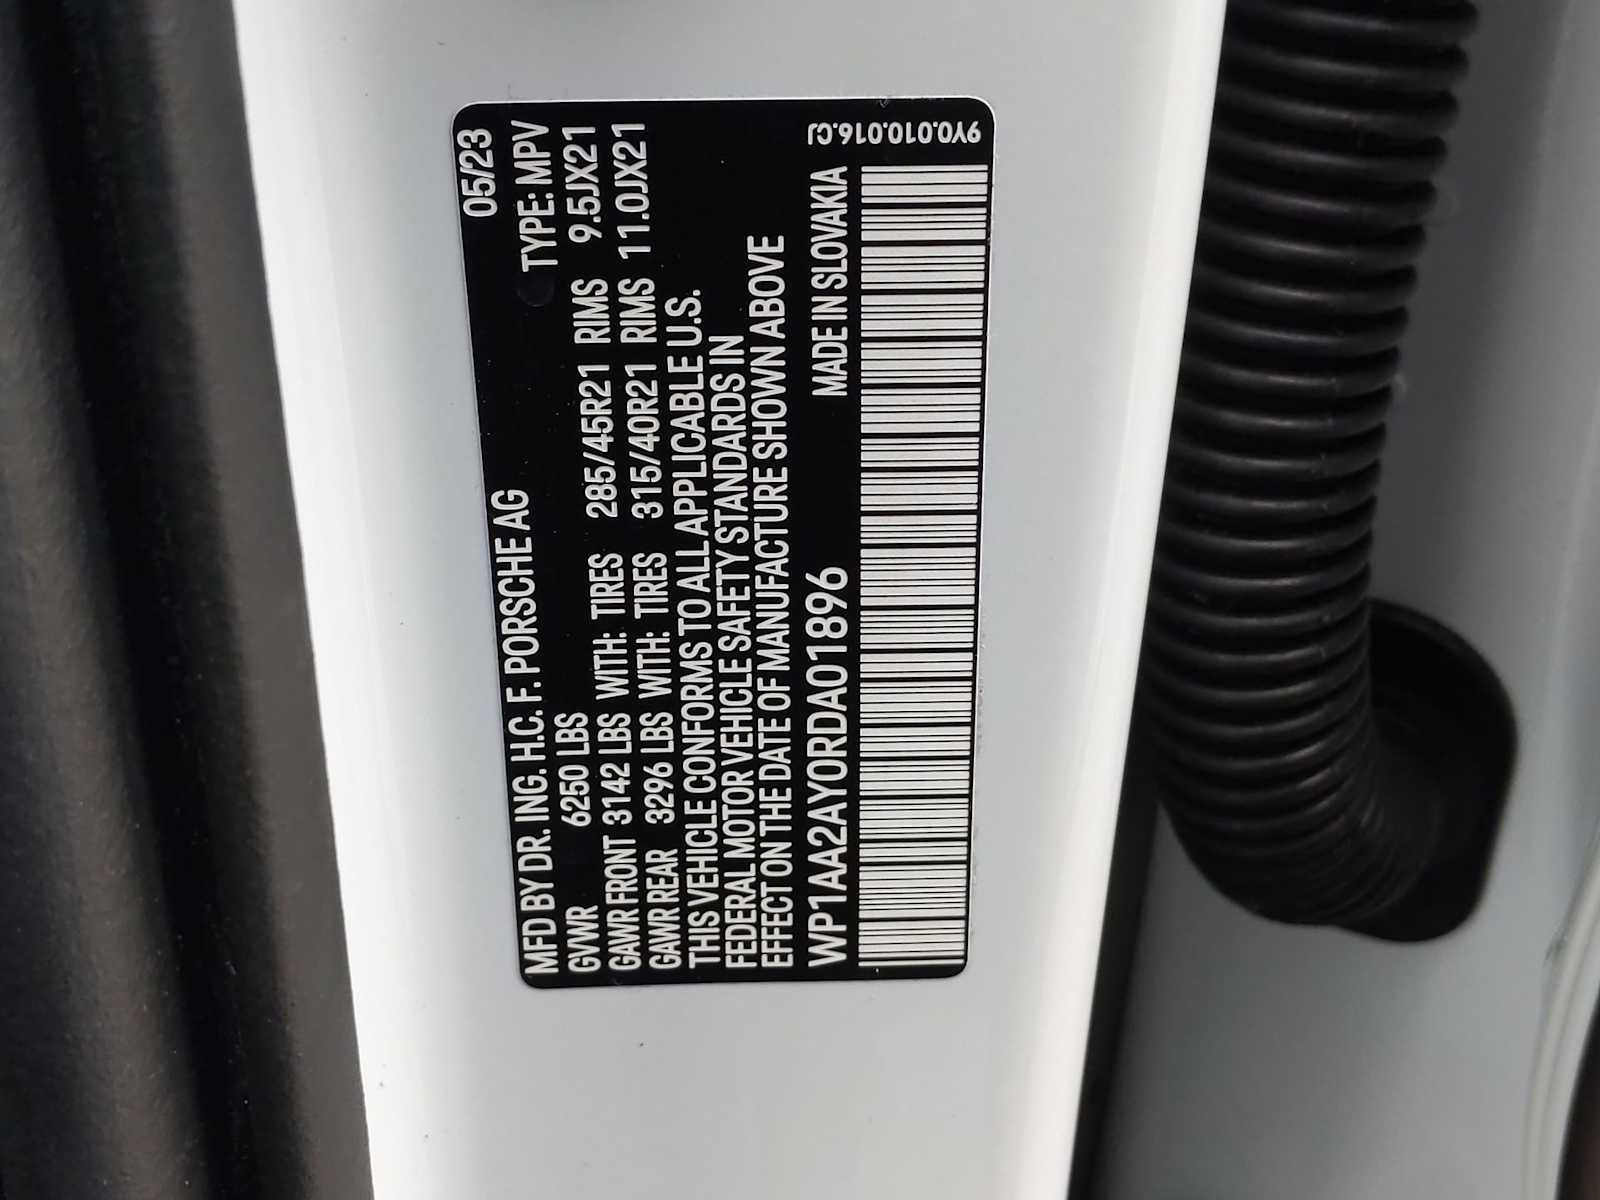 MFD BY DR. ING. H.C. F. PORSCHE AG 05/23
GVWR 6250 LBS TYPE: MPV
GAWR FRONT 3142 LBS WITH: TIRES 285/45R21 RIMS 9.5JX21
GAWR REAR 3296 LBS WITH: TIRES 315/40R21 RIMS 11.0JX21
THIS VEHICLE CONFORMS TO ALL APPLICABLE U.S.
FEDERAL MOTOR VEHICLE SAFETY STANDARDS IN
EFFECT ON THE DATE OF MANUFACTURE SHOWN ABOVE
WP1AA2AY0RDA01896 MADE IN SLOVAKIA
9Y0.010.016.CJ